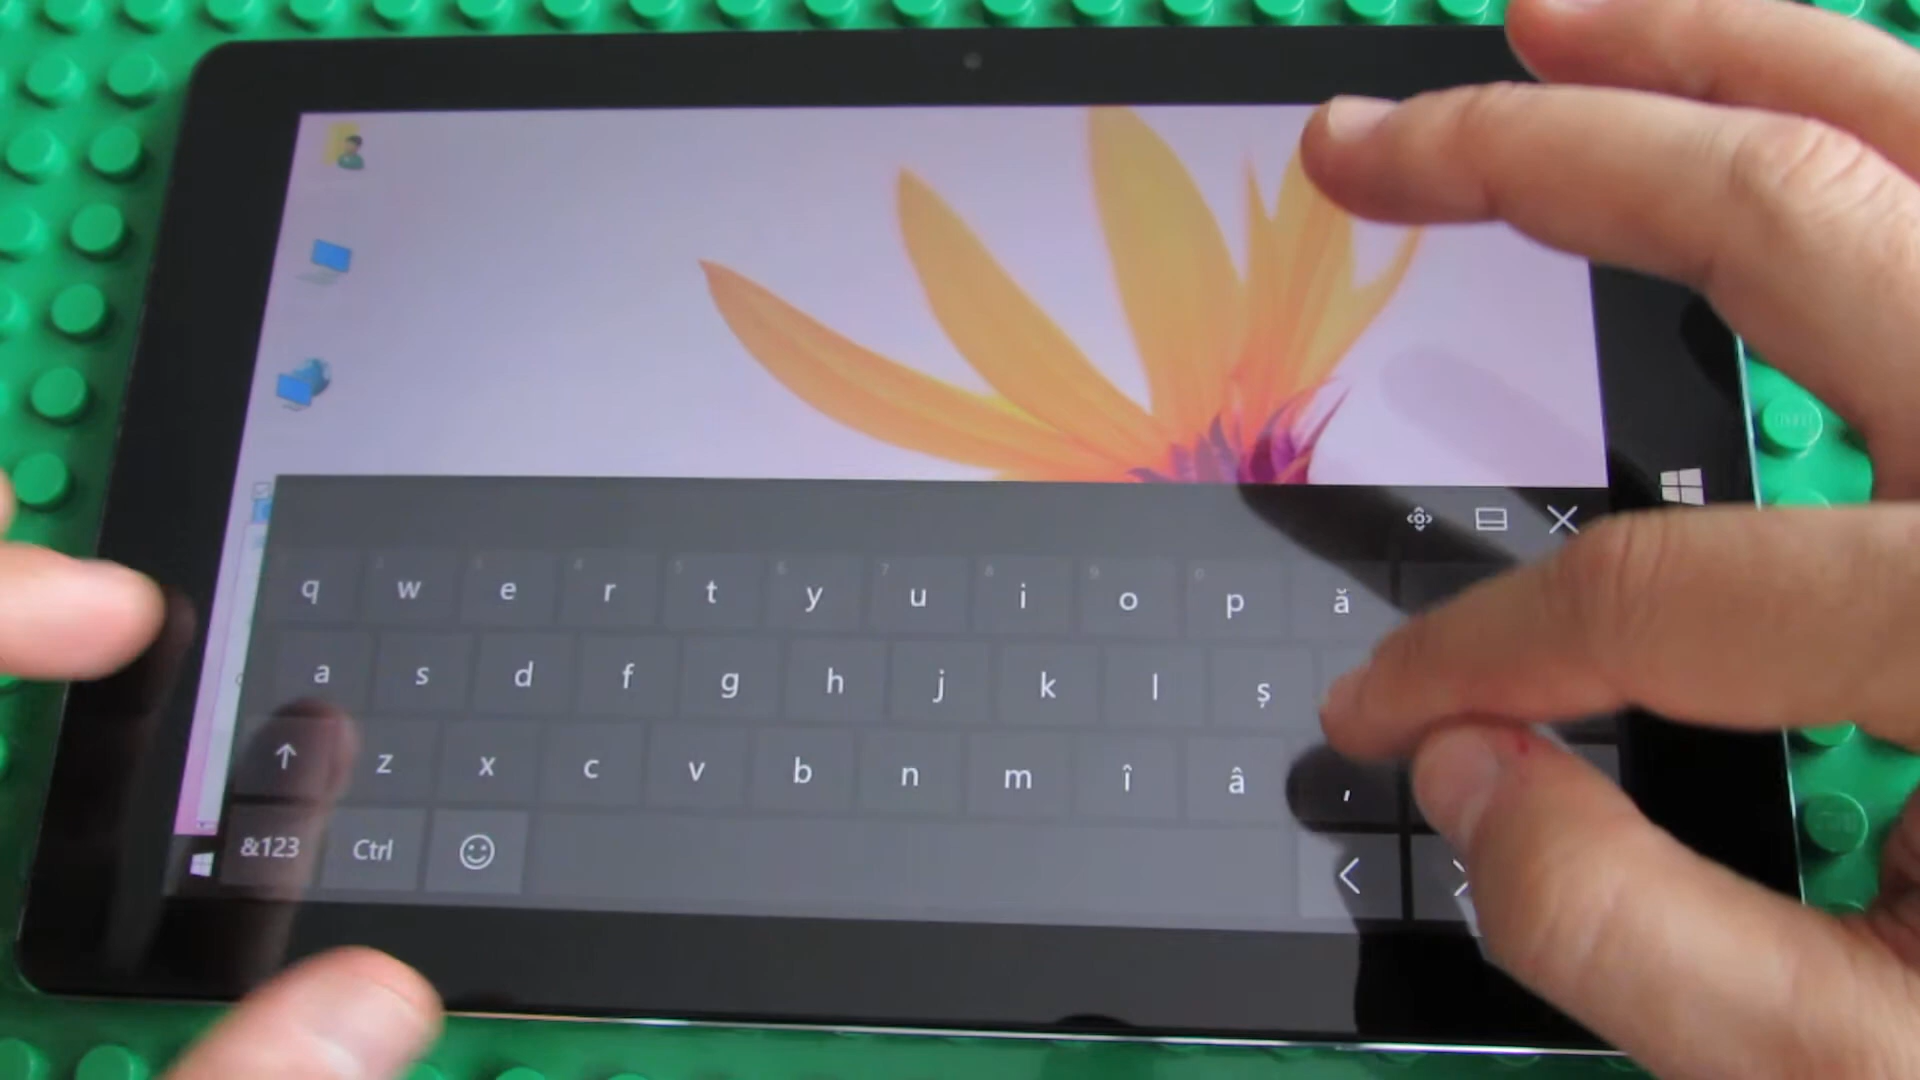 q w e r t y u i o p ă
a s d f g h j k l ș
z x c v b n m î â ,
&123 Ctrl